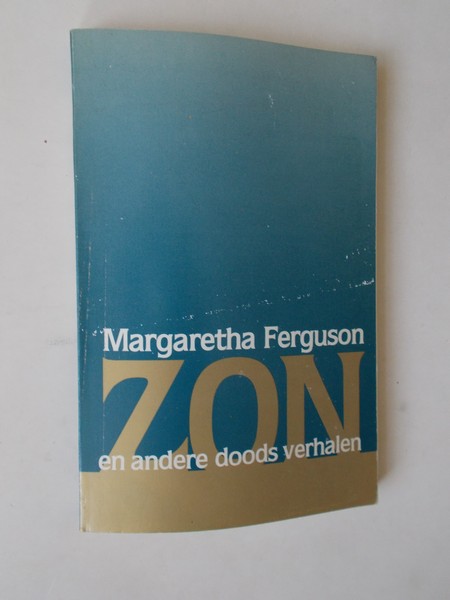 Margaretha Ferguson
ZON
en andere doods verhalen